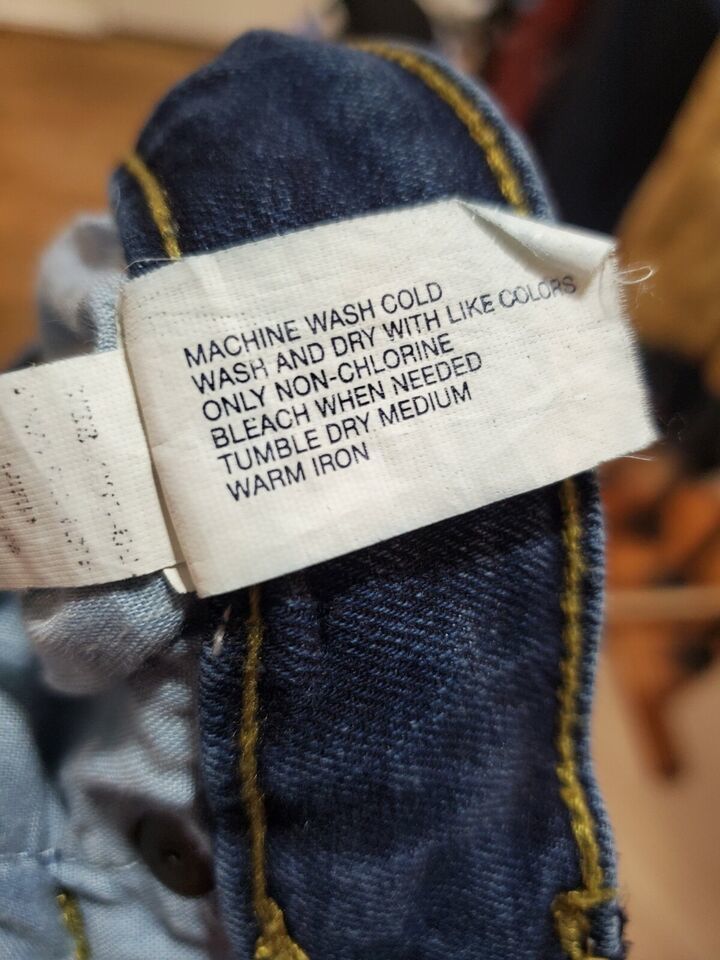 MACHINE WASH COLD
WASH AND DRY WITH LIKE COLORS
ONLY NON-CHLORINE
BLEACH WHEN NEEDED
TUMBLE DRY MEDIUM
WARM IRON